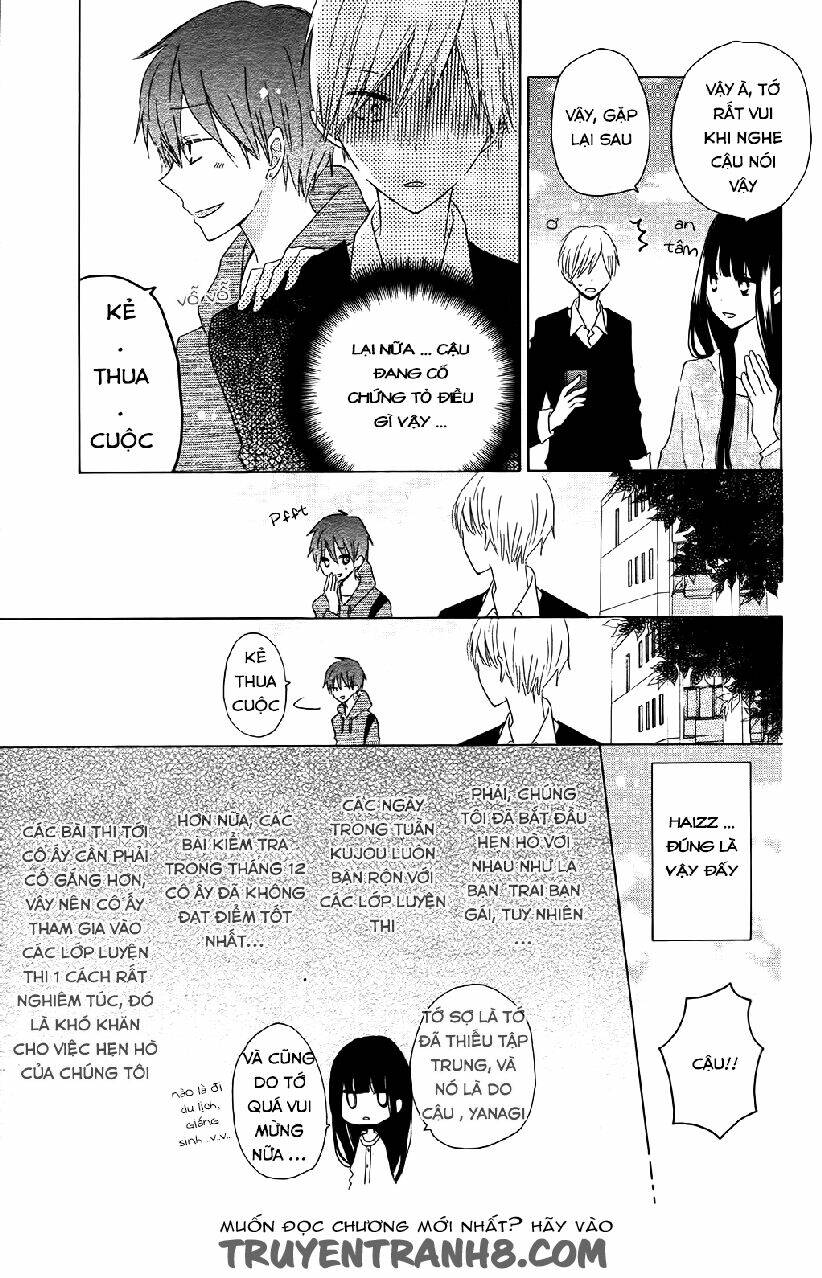 VẬY À, TỚ
RẤT VUI
KHI NGHE
CẬU NÓI
VẬY
VẬY, GẶP
LẠI SAU
an
tâm
Ơ
LẠI NỮA ... CẬU
ĐANG CỐ
CHỨNG TỎ ĐIỀU
GÌ VẬY ...
VỖ VỖ
KẺ
.
THUA
.
CUỘC
Pfft
KẺ
THUA
CUỘC
HAIZZ ...
ĐÚNG LÀ
VẬY ĐẤY
CẬU!!
PHẢI, CHÚNG
TÔI ĐÃ BẮT ĐẦU
HẸN HÒ VỚI
NHAU NHƯ LÀ
BẠN TRAI BẠN
GÁI, TUY NHIÊN
...
CÁC NGÀY
TRONG TUẦN
KUJOU LUÔN
BẬN RỘN VỚI
CÁC LỚP LUYỆN
THI
HƠN NỮA, CÁC
BÀI KIỂM TRA
TRONG THÁNG 12
CÔ ẤY ĐÃ KHÔNG
ĐẠT ĐIỂM TỐT
NHẤT...
CÁC BÀI THI TỚI
CÔ ẤY CẦN PHẢI
CỐ GẮNG HƠN,
VẬY NÊN CÔ ẤY
THAM GIA VÀO
CÁC LỚP LUYỆN
THI 1 CÁCH RẤT
NGHIÊM TÚC, ĐÓ
LÀ KHÓ KHĂN
CHO VIỆC HẸN HÒ
CỦA CHÚNG TÔI
TỚ SỢ LÀ TỚ
ĐÃ THIẾU TẬP
TRUNG, VÀ
NÓ LÀ DO
CẬU , YANAGI
VÀ CŨNG
DO TỚ
QUÁ VUI
MỪNG
NỮA ...
nào là đi
du lịch,
giáng
sinh..v.v..
MUỐN ĐỌC CHƯƠNG MỚI NHẤT? HÃY VÀO
TRUYENTRANH8.COM